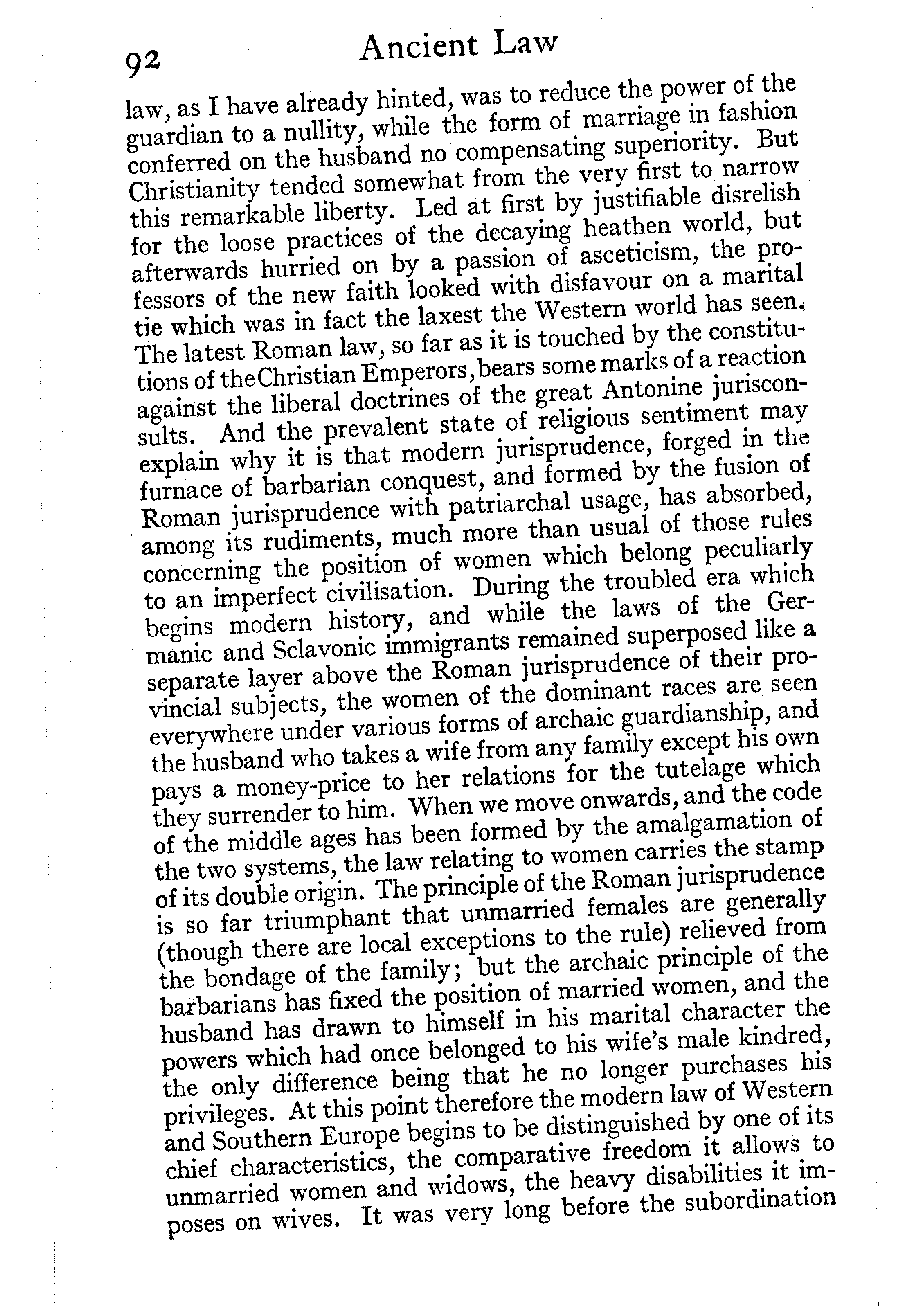 92
Ancient Law
law, as I have already hinted, was to reduce the power of the
guardian to a nullity, while the form of marriage in fashion
conferred on the husband no compensating superiority. But
Christianity tended somewhat from the very first to narrow
this remarkable liberty. Led at first by justifiable disrelish
for the loose practices of the decaying heathen world, but
afterwards hurried on by a passion of asceticism, the pro-
fessors of the new faith looked with disfavour on a marital
tie which was in fact the laxest the Western world has seen.
The latest Roman law, so far as it is touched by the constitu-
tions of the Christian Emperors, bears some marks of a reaction
against the liberal doctrines of the great Antonine juriscon-
sults. And the prevalent state of religious sentiment may
explain why it is that modern jurisprudence, forged in the
furnace of barbarian conquest, and formed by the fusion of
Roman jurisprudence with patriarchal usage, has absorbed,
among its rudiments, much more than usual of those rules
concerning the position of women which belong peculiarly
to an imperfect civilisation. During the troubled era which
begins modern history, and while the laws of the Ger-
manic and Sclavonic immigrants remained superposed like a
separate layer above the Roman jurisprudence of their pro-
vincial subjects, the women of the dominant races are seen
everywhere under various forms of archaic guardianship, and
the husband who takes a wife from any family except his own
pays a money-price to her relations for the tutelage which
they surrender to him. When we move onwards, and the code
of the middle ages has been formed by the amalgamation of
the two systems, the law relating to women carries the stamp
of its double origin. The principle of the Roman jurisprudence
is so far triumphant that unmarried females are generally
(though there are local exceptions to the rule) relieved from
the bondage of the family; but the archaic principle of the
barbarians has fixed the position of married women, and the
husband has drawn to himself in his marital character the
powers which had once belonged to his wife's male kindred,
the only difference being that he no longer purchases his
privileges. At this point therefore the modern law of Western
and Southern Europe begins to be distinguished by one of its
chief characteristics, the comparative freedom it allows to
unmarried women and widows, the heavy disabilities it im-
poses on wives. It was very long before the subordination